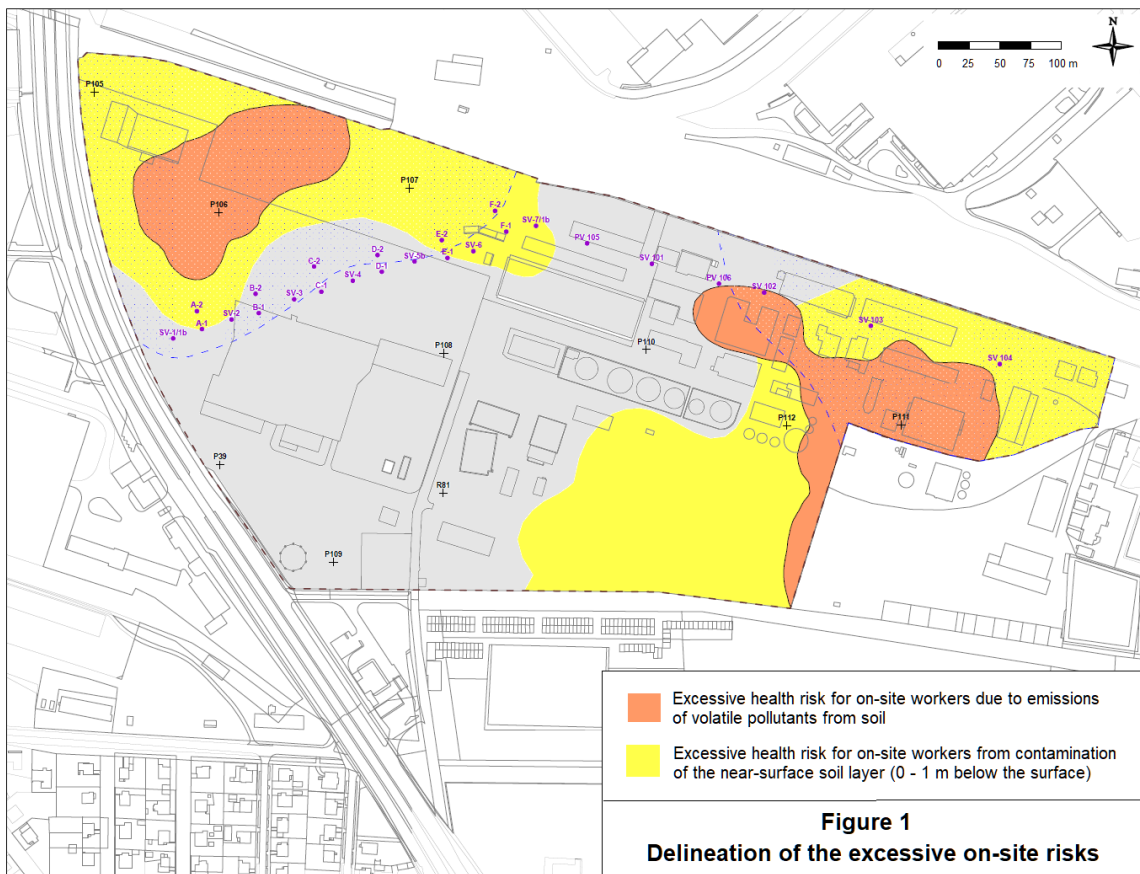 N
0 25 50 75 100 m
P105
P107
P106
F-2
F-1
SV-7/1b
E-2
E-1
SV-6
PV 105
D-2
SV-5b
D-1
SV 101
C-2
SV-4
C-1
PV 106
SV 102
B-2
SV-3
B-1
A-2
SV-2
A-1
SV-1/1b
SV 103
P108
P110
SV 104
P112
P111
P39
R81
P109
Excessive health risk for on-site workers due to emissions
of volatile pollutants from soil
Excessive health risk for on-site workers from contamination
of the near-surface soil layer (0 - 1 m below the surface)
Figure 1
Delineation of the excessive on-site risks